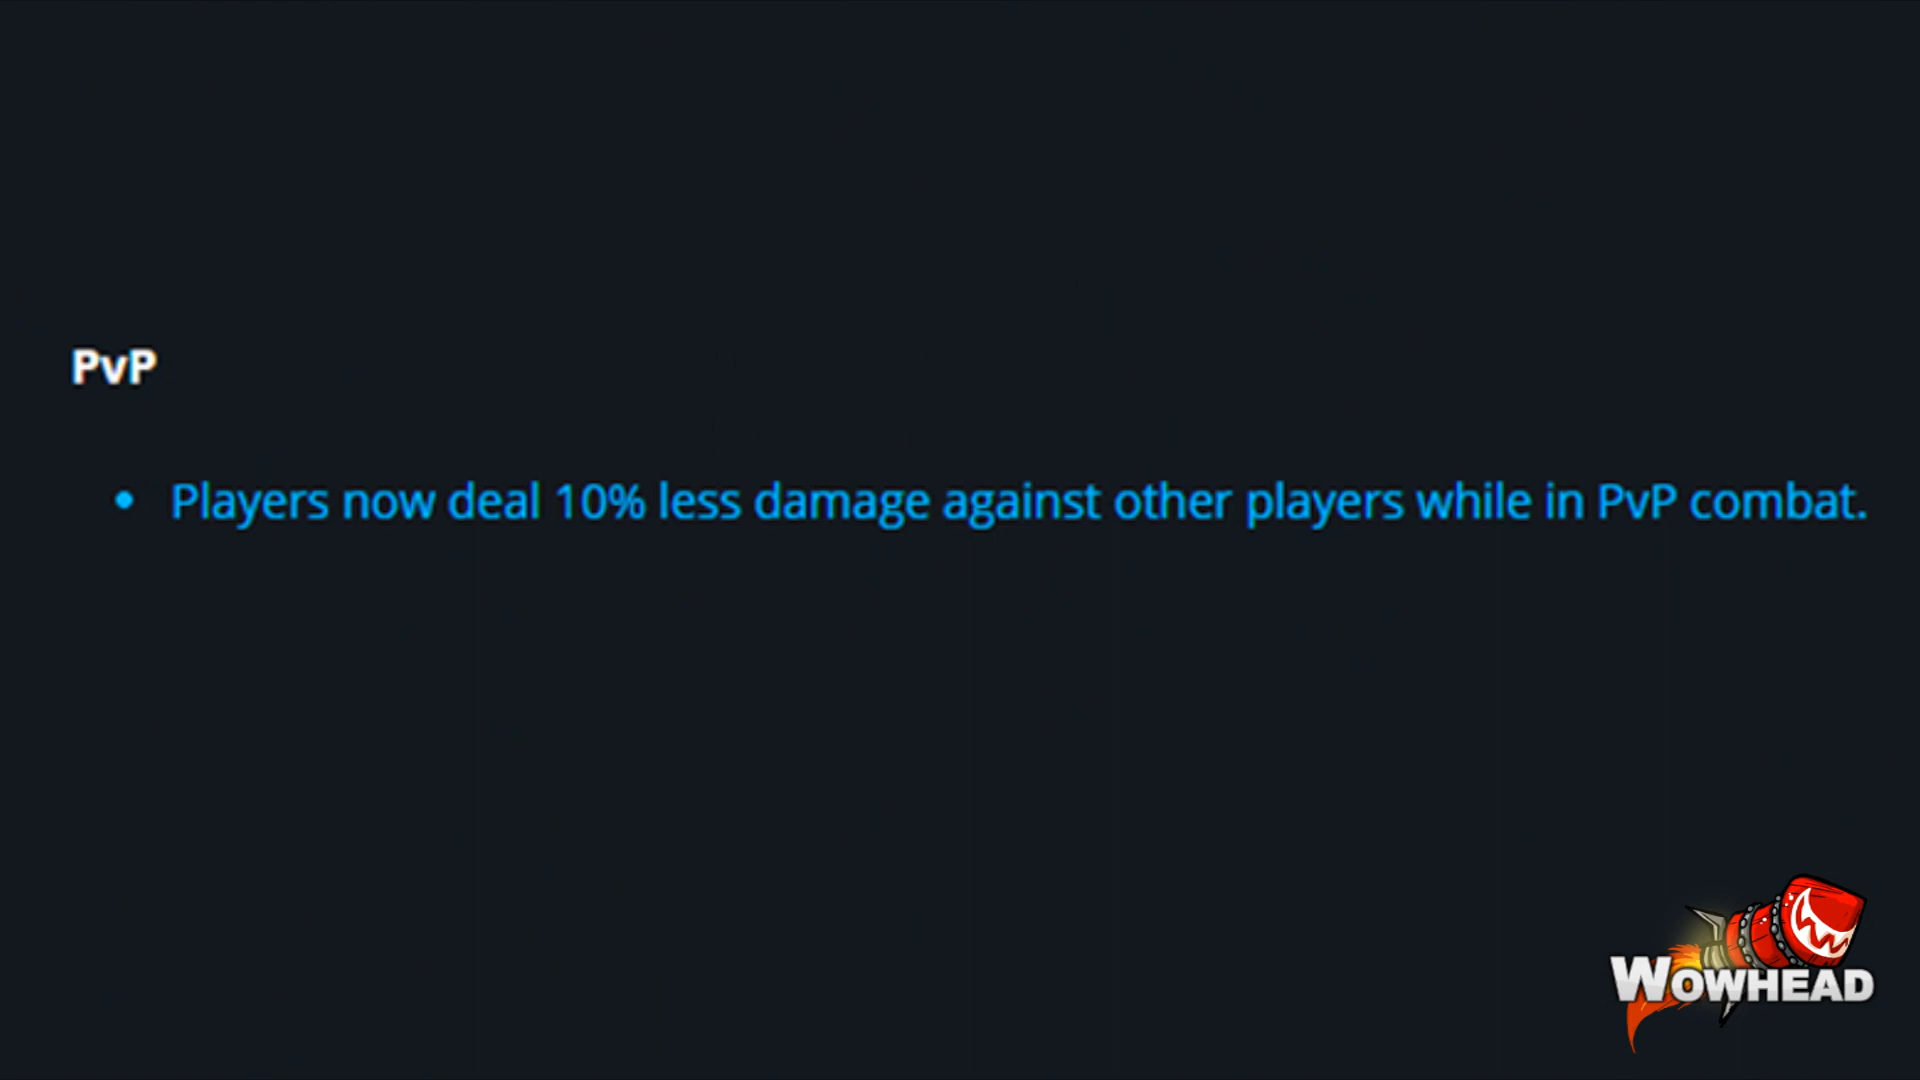 PvP
• Players now deal 10% less damage against other players while in PvP combat.
WOWHEAD